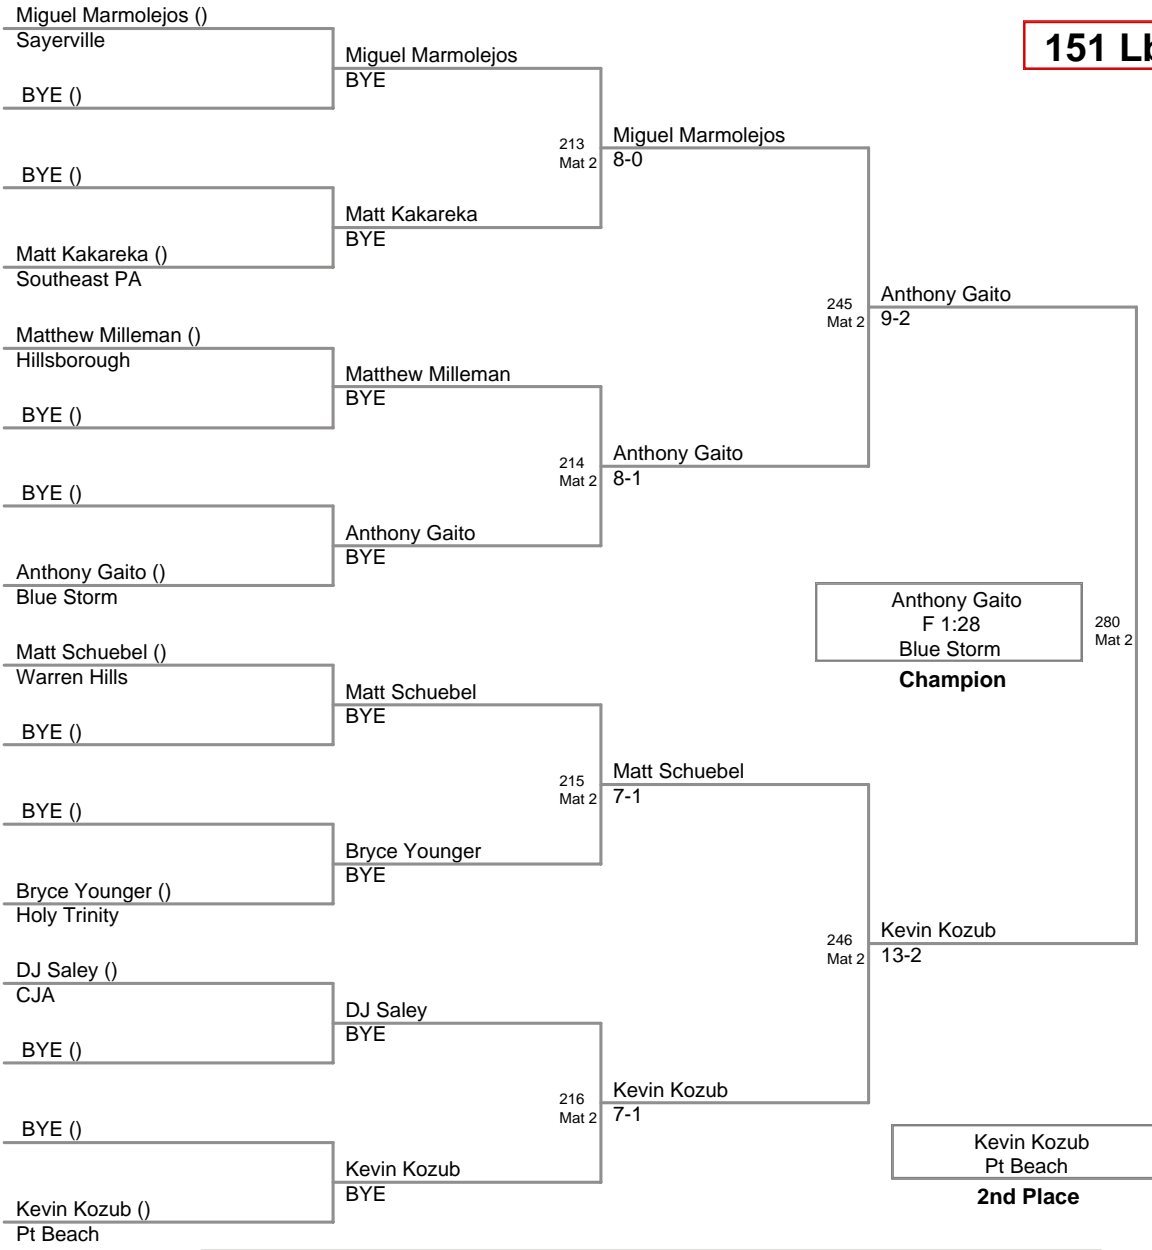 Miguel Marmolejos ()
Sayerville
BYE ()
BYE ()
Matt Kakareka ()
Southeast PA
Matthew Milleman ()
Hillsborough
BYE ()
BYE ()
Anthony Gaito ()
Blue Storm
Matt Schuebel ()
Warren Hills
BYE ()
BYE ()
Bryce Younger ()
Holy Trinity
DJ Saley ()
CJA
BYE ()
BYE ()
Kevin Kozub ()
Pt Beach
Miguel Marmolejos
BYE
Matt Kakareka
BYE
Matthew Milleman
BYE
Anthony Gaito
BYE
Matt Schuebel
BYE
Bryce Younger
BYE
DJ Saley
BYE
Kevin Kozub
BYE
213
Mat 2
Miguel Marmolejos
8-0
214
Mat 2
Anthony Gaito
8-1
215
Mat 2
Matt Schuebel
7-1
216
Mat 2
Kevin Kozub
7-1
245
Mat 2
Anthony Gaito
9-2
246
Mat 2
Kevin Kozub
13-2
151 Lb
Anthony Gaito
F 1:28
Blue Storm
Champion
280
Mat 2
Kevin Kozub
Pt Beach
2nd Place